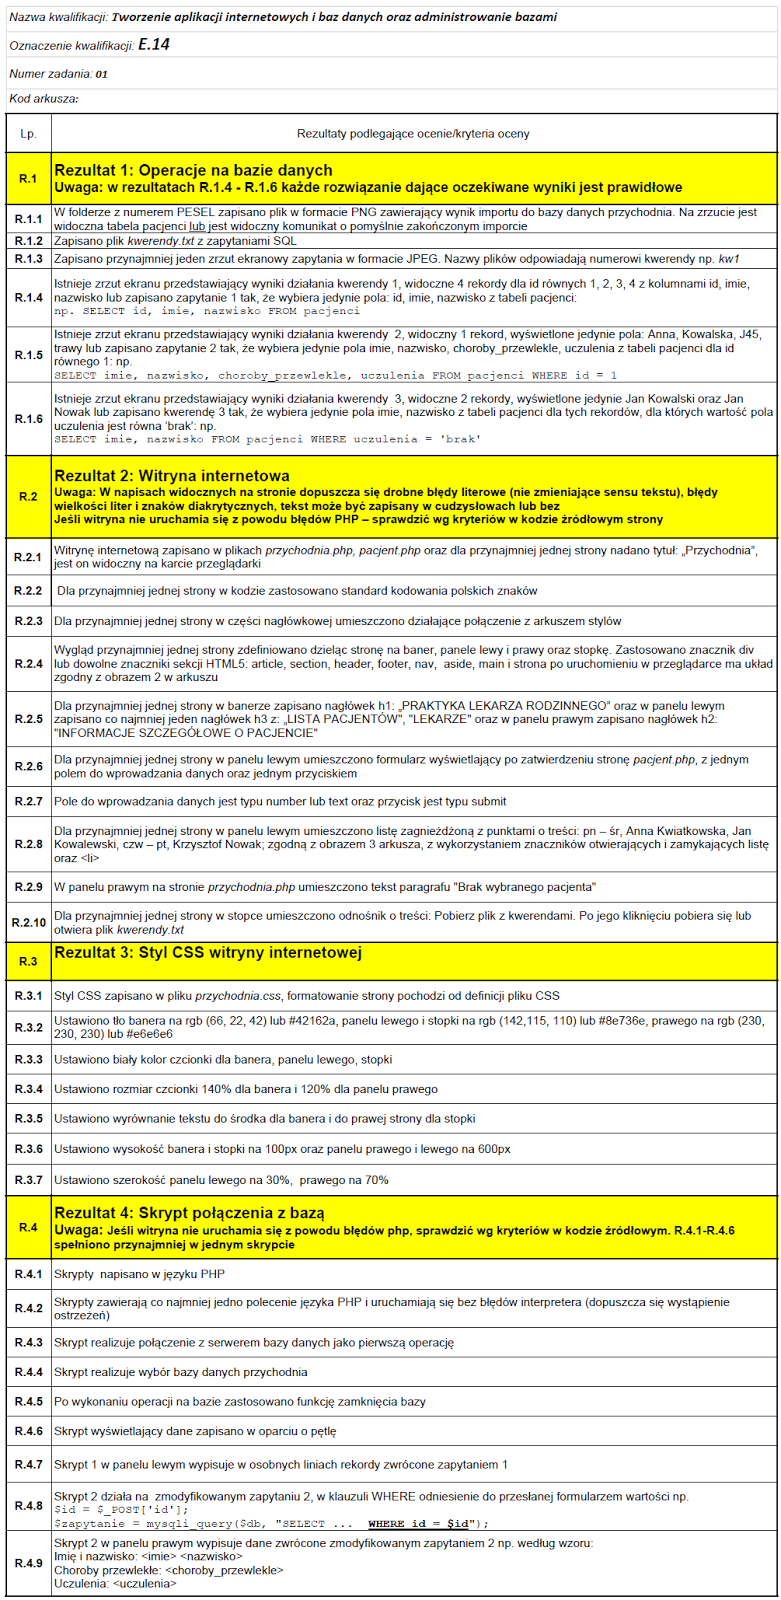 Nazwa kwalifikacji: Tworzenie aplikacji internetowych i baz danych oraz administrowanie bazami
Oznaczenie kwalifikacji: E.14
Numer zadania: 01
Kod arkusza:
Lp. Rezultaty podlegające ocenie/kryteria oceny
R.1 Rezultat 1: Operacje na bazie danych
Uwaga: w rezultatach R.1.4 - R.1.6 każde rozwiązanie dające oczekiwane wyniki jest prawidłowe
R.1.1 W folderze z numerem PESEL zapisano plik w formacie PNG zawierający wynik importu do bazy danych przychodnia. Na zrzucie jest
widoczna tabela pacjenci lub jest widoczny komunikat o pomyślnie zakończonym imporcie
R.1.2 Zapisano plik kwerendy.txt z zapytaniami SQL
R.1.3 Zapisano przynajmniej jeden zrzut ekranowy zapytania w formacie JPEG. Nazwy plików odpowiadają numerowi kwerendy np. kw1
R.1.4 Istnieje zrzut ekranu przedstawiający wyniki działania kwerendy 1, widoczne 4 rekordy dla id równych 1, 2, 3, 4 z kolumnami id, imie,
nazwisko lub zapisano zapytanie 1 tak, że wybiera jedynie pola: id, imie, nazwisko z tabeli pacjenci:
np. SELECT id, imie, nazwisko FROM pacjenci
R.1.5 Istnieje zrzut ekranu przedstawiający wyniki działania kwerendy 2, widoczny 1 rekord, wyświetlone jedynie pola: Anna, Kowalska, J45,
trawy lub zapisano zapytanie 2 tak, że wybiera jedynie pola imie, nazwisko, choroby_przewlekle, uczulenia z tabeli pacjenci dla id
równego 1: np.
SELECT imie, nazwisko, choroby_przewlekle, uczulenia FROM pacjenci WHERE id = 1
R.1.6 Istnieje zrzut ekranu przedstawiający wyniki działania kwerendy 3, widoczne 2 rekordy, wyświetlone jedynie Jan Kowalski oraz Jan
Nowak lub zapisano kwerendę 3 tak, że wybiera jedynie pola imie, nazwisko z tabeli pacjenci dla tych rekordów, dla których wartość pola
uczulenia jest równa 'brak': np.
SELECT imie, nazwisko FROM pacjenci WHERE uczulenia = 'brak'
R.2 Rezultat 2: Witryna internetowa
Uwaga: W napisach widocznych na stronie dopuszcza się drobne błędy literowe (nie zmieniające sensu tekstu), błędy
wielkości liter i znaków diakrytycznych, tekst może być zapisany w cudzysłowach lub bez
Jeśli witryna nie uruchamia się z powodu błędów PHP – sprawdzić wg kryteriów w kodzie źródłowym strony
R.2.1 Witrynę internetową zapisano w plikach przychodnia.php, pacjent.php oraz dla przynajmniej jednej strony nadano tytuł: „Przychodnia”,
jest on widoczny na karcie przeglądarki
R.2.2 Dla przynajmniej jednej strony w kodzie zastosowano standard kodowania polskich znaków
R.2.3 Dla przynajmniej jednej strony w części nagłówkowej umieszczono działające połączenie z arkuszem stylów
R.2.4 Wygląd przynajmniej jednej strony zdefiniowano dzieląc stronę na baner, panele lewy i prawy oraz stopkę. Zastosowano znacznik div
lub dowolne znaczniki sekcji HTML5: article, section, header, footer, nav, aside, main i strona po uruchomieniu w przeglądarce ma układ
zgodny z obrazem 2 w arkuszu
R.2.5 Dla przynajmniej jednej strony w banerze zapisano nagłówek h1: „PRAKTYKA LEKARZA RODZINNEGO” oraz w panelu lewym
zapisano co najmniej jeden nagłówek h3 z: „LISTA PACJENTÓW", "LEKARZE" oraz w panelu prawym zapisano nagłówek h2:
"INFORMACJE SZCZEGÓŁOWE O PACJENCIE"
R.2.6 Dla przynajmniej jednej strony w panelu lewym umieszczono formularz wyświetlający po zatwierdzeniu stronę pacjent.php, z jednym
polem do wprowadzania danych oraz jednym przyciskiem
R.2.7 Pole do wprowadzania danych jest typu number lub text oraz przycisk jest typu submit
R.2.8 Dla przynajmniej jednej strony w panelu lewym umieszczono listę zagnieżdżoną z punktami o treści: pn – śr, Anna Kwiatkowska, Jan
Kowalewski, czw – pt, Krzysztof Nowak; zgodną z obrazem 3 arkusza, z wykorzystaniem znaczników otwierających i zamykających listę
oraz <li>
R.2.9 W panelu prawym na stronie przychodnia.php umieszczono tekst paragrafu "Brak wybranego pacjenta"
R.2.10 Dla przynajmniej jednej strony w stopce umieszczono odnośnik o treści: Pobierz plik z kwerendami. Po jego kliknięciu pobiera się lub
otwiera plik kwerendy.txt
R.3 Rezultat 3: Styl CSS witryny internetowej
R.3.1 Styl CSS zapisano w pliku przychodnia.css, formatowanie strony pochodzi od definicji pliku CSS
R.3.2 Ustawiono tło banera na rgb (66, 22, 42) lub #42162a, panelu lewego i stopki na rgb (142,115, 110) lub #8e736e, prawego na rgb (230,
230, 230) lub #e6e6e6
R.3.3 Ustawiono biały kolor czcionki dla banera, panelu lewego, stopki
R.3.4 Ustawiono rozmiar czcionki 140% dla banera i 120% dla panelu prawego
R.3.5 Ustawiono wyrównanie tekstu do środka dla banera i do prawej strony dla stopki
R.3.6 Ustawiono wysokość banera i stopki na 100px oraz panelu prawego i lewego na 600px
R.3.7 Ustawiono szerokość panelu lewego na 30%, prawego na 70%
R.4 Rezultat 4: Skrypt połączenia z bazą
Uwaga: Jeśli witryna nie uruchamia się z powodu błędów php, sprawdzić wg kryteriów w kodzie źródłowym. R.4.1-R.4.6
spełniono przynajmniej w jednym skrypcie
R.4.1 Skrypty napisano w języku PHP
R.4.2 Skrypty zawierają co najmniej jedno polecenie języka PHP i uruchamiają się bez błędów interpretera (dopuszcza się wystąpienie
ostrzeżeń)
R.4.3 Skrypt realizuje połączenie z serwerem bazy danych jako pierwszą operację
R.4.4 Skrypt realizuje wybór bazy danych przychodnia
R.4.5 Po wykonaniu operacji na bazie zastosowano funkcję zamknięcia bazy
R.4.6 Skrypt wyświetlający dane zapisano w oparciu o pętlę
R.4.7 Skrypt 1 w panelu lewym wypisuje w osobnych liniach rekordy zwrócone zapytaniem 1
R.4.8 Skrypt 2 działa na zmodyfikowanym zapytaniu 2, w klauzuli WHERE odniesienie do przesłanej formularzem wartości np.
$id = $_POST['id'];
$zapytanie = mysqli_query($db, "SELECT ... WHERE id = $id");
R.4.9 Skrypt 2 w panelu prawym wypisuje dane zwrócone zmodyfikowanym zapytaniem 2 np. według wzoru:
Imię i nazwisko: <imie> <nazwisko>
Choroby przewlekłe: <choroby_przewlekle>
Uczulenia: <uczulenia>